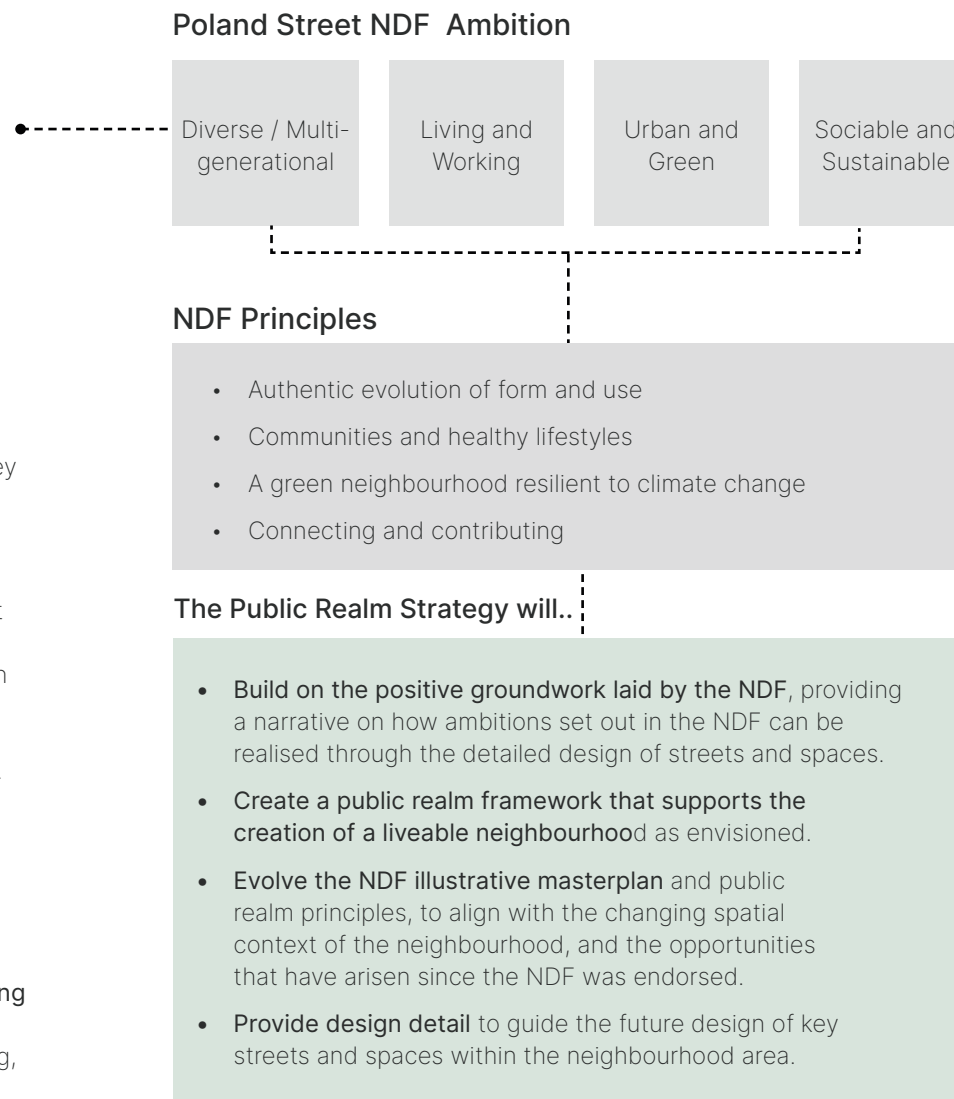 Poland Street NDF Ambition
Diverse / Multi-
generational
Living and
Working
Urban and
Green
Sociable and
Sustainable
NDF Principles
• Authentic evolution of form and use
• Communities and healthy lifestyles
• A green neighbourhood resilient to climate change
• Connecting and contributing
The Public Realm Strategy will..
• Build on the positive groundwork laid by the NDF, providing
a narrative on how ambitions set out in the NDF can be
realised through the detailed design of streets and spaces.
• Create a public realm framework that supports the
creation of a liveable neighbourhood as envisioned.
• Evolve the NDF illustrative masterplan and public
realm principles, to align with the changing spatial
context of the neighbourhood, and the opportunities
that have arisen since the NDF was endorsed.
• Provide design detail to guide the future design of key
streets and spaces within the neighbourhood area.